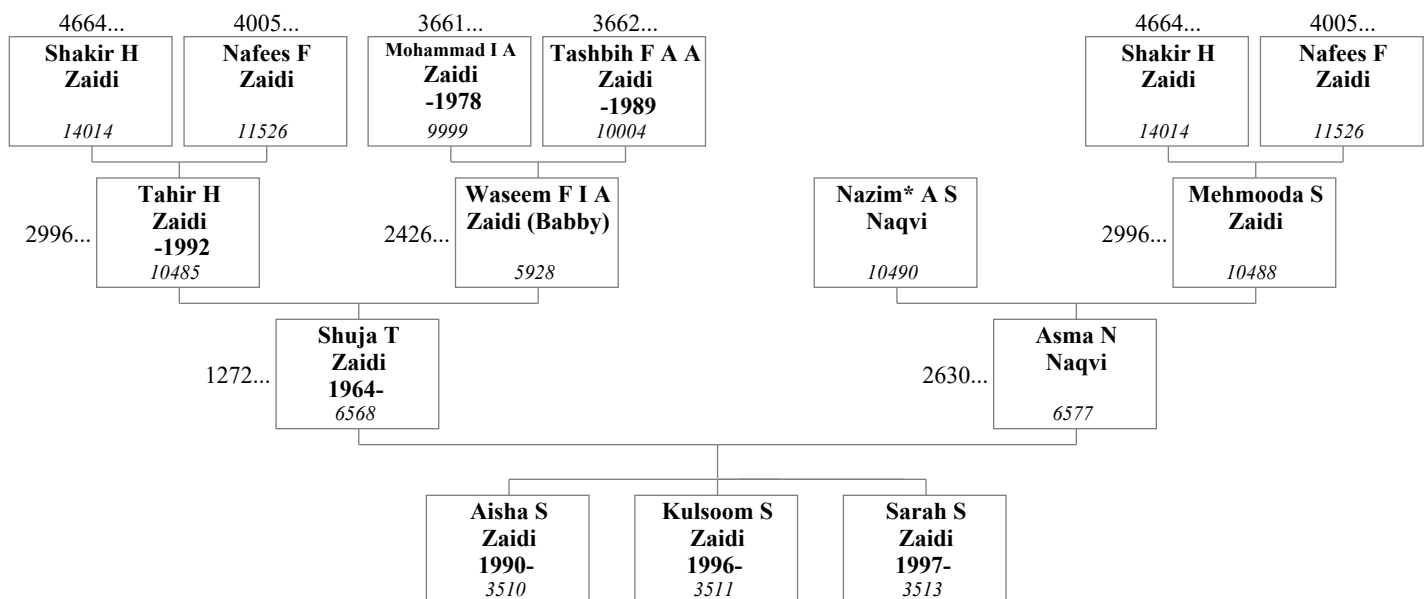 4664... 4005... 3661... 3662... 4664... 4005...
Shakir H
Zaidi
14014
Nafees F
Zaidi
11526
Mohammad I A
Zaidi
-1978
9999
Tashbih F A A
Zaidi
-1989
10004
Shakir H
Zaidi
14014
Nafees F
Zaidi
11526
2996...
Tahir H
Zaidi
-1992
10485
2426...
Waseem F I A
Zaidi (Babby)
5928
Nazim* A S
Naqvi
10490
2996...
Mehmooda S
Zaidi
10488
1272...
Shuja T
Zaidi
1964-
6568
2630...
Asma N
Naqvi
6577
Aisha S
Zaidi
1990-
3510
Kulsoom S
Zaidi
1996-
3511
Sarah S
Zaidi
1997-
3513